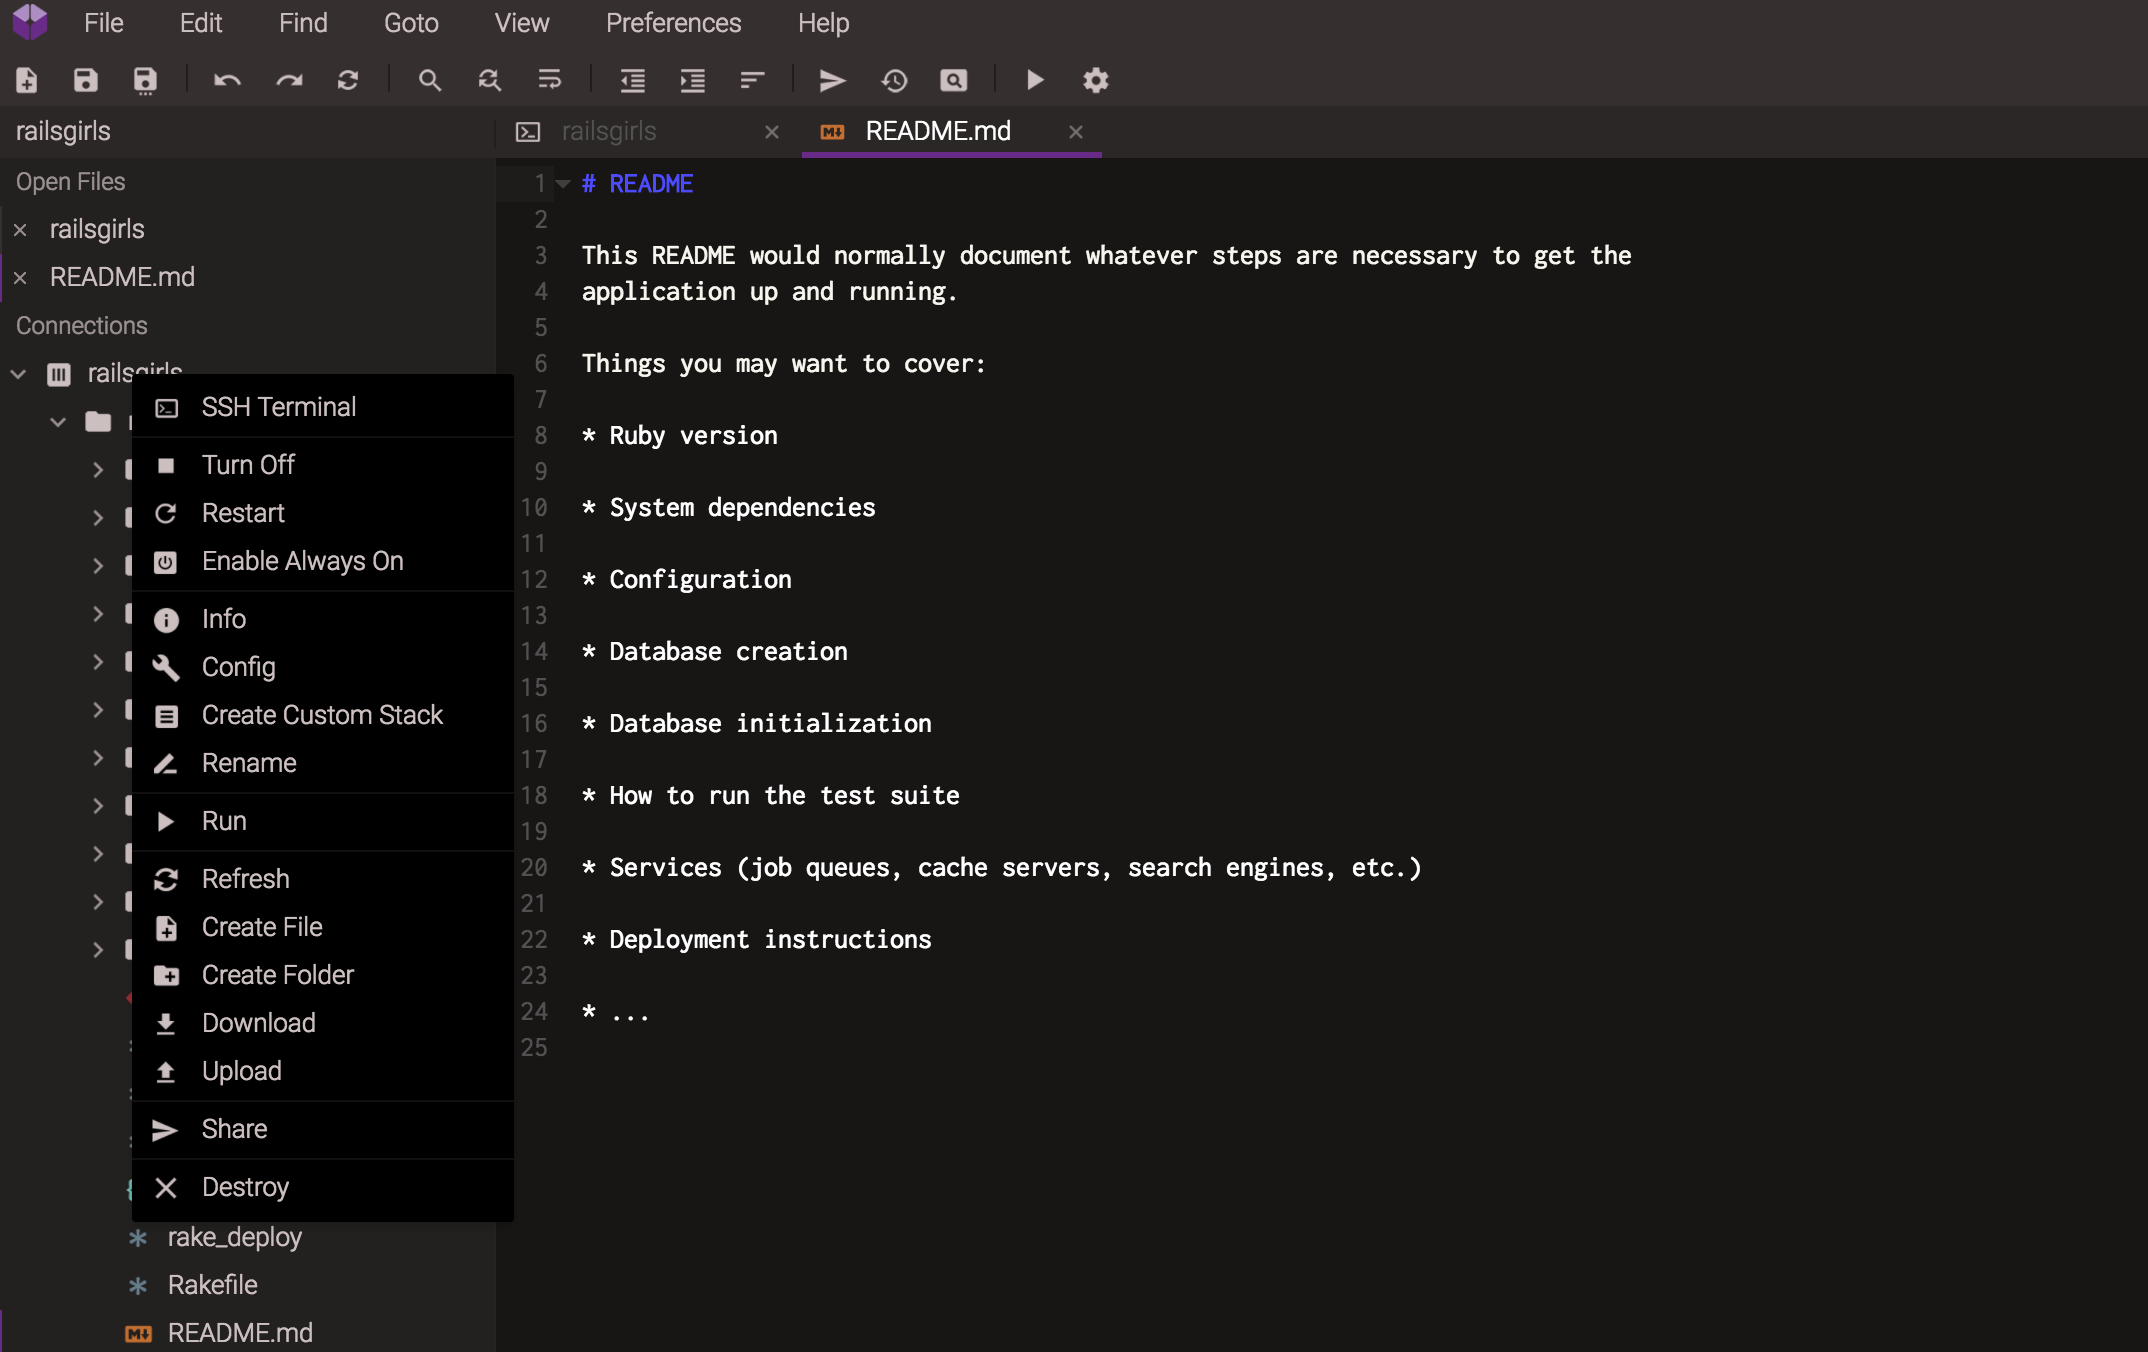 File Edit Find Goto View Preferences Help
railsgirls
railsgirls
README.md
Open Files
railsgirls
README.md
Connections
railsgirls
SSH Terminal
Turn Off
Restart
Enable Always On
Info
Config
Create Custom Stack
Rename
Run
Refresh
Create File
Create Folder
Download
Upload
Share
Destroy
rake_deploy
Rakefile
README.md
1 # README
2
3 This README would normally document whatever steps are necessary to get the
4 application up and running.
5
6 Things you may want to cover:
7
8 * Ruby version
9
10 * System dependencies
11
12 * Configuration
13
14 * Database creation
15
16 * Database initialization
17
18 * How to run the test suite
19
20 * Services (job queues, cache servers, search engines, etc.)
21
22 * Deployment instructions
23
24 * ...
25